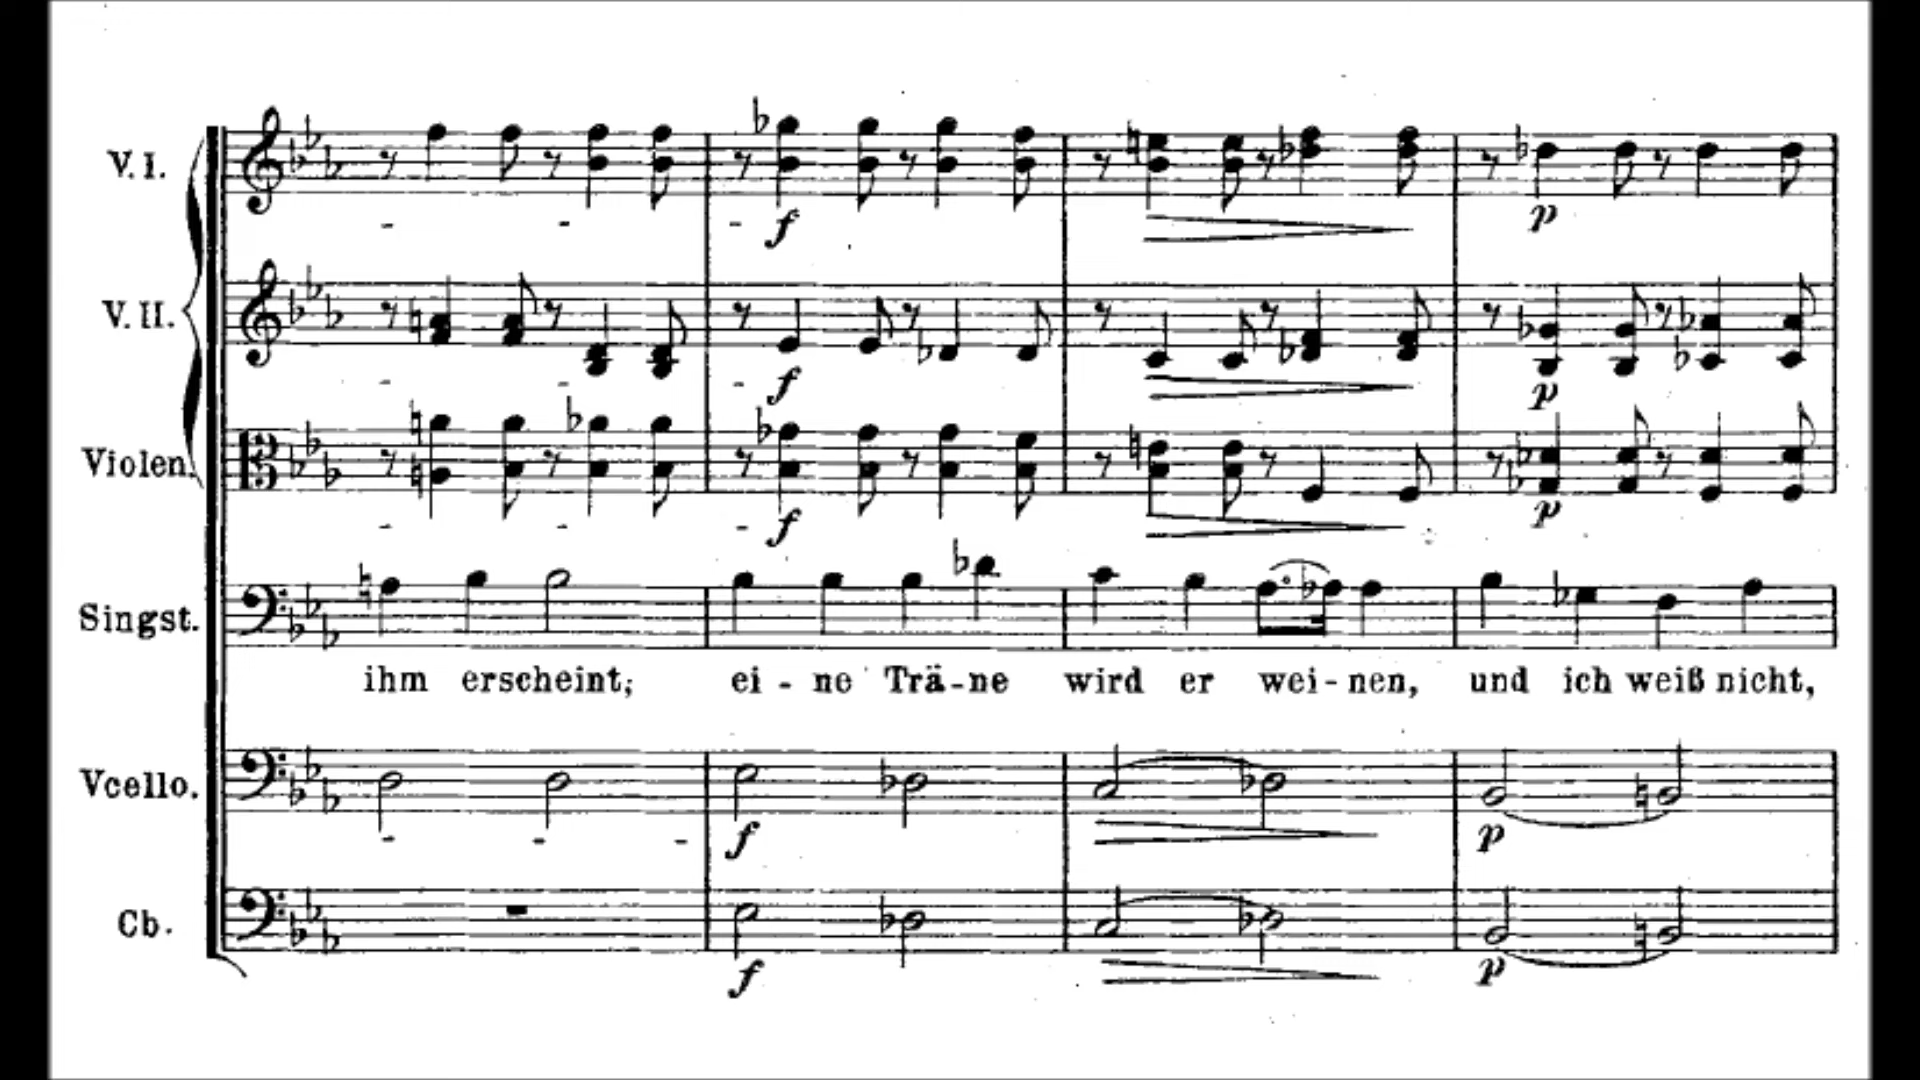 V. I.
f
p
V. II.
f
p
Violen.
f
p
Singst.
ihm erscheint; ei - ne Trä - ne wird er wei - nen, und ich weiß nicht,
Vcello.
f
p
Cb.
f
p